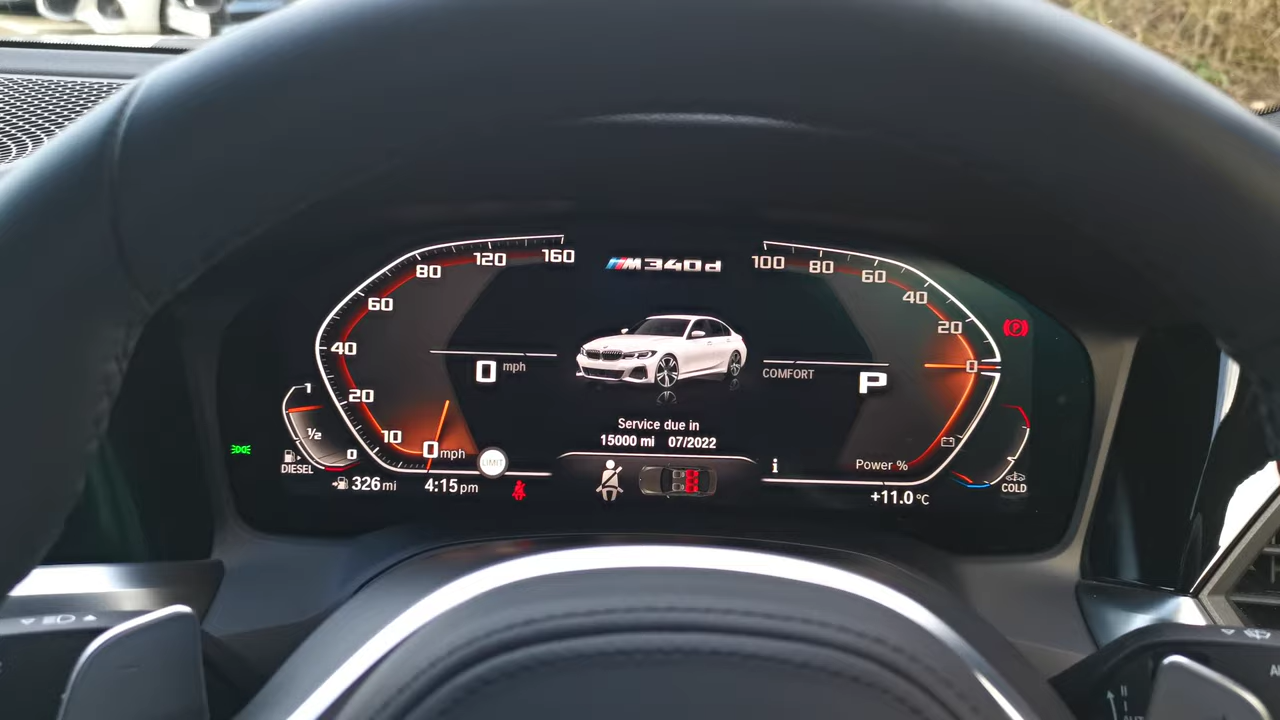 160
120
80
60
40
20
10
0 mph
M340d
100
80
60
40
20
0
0 mph
COMFORT
P
1
½
0
DIESEL
LIMIT
Service due in
15000 mi 07/2022
i
Power %
COLD
326 mi
4:15 pm
+11.0 °C